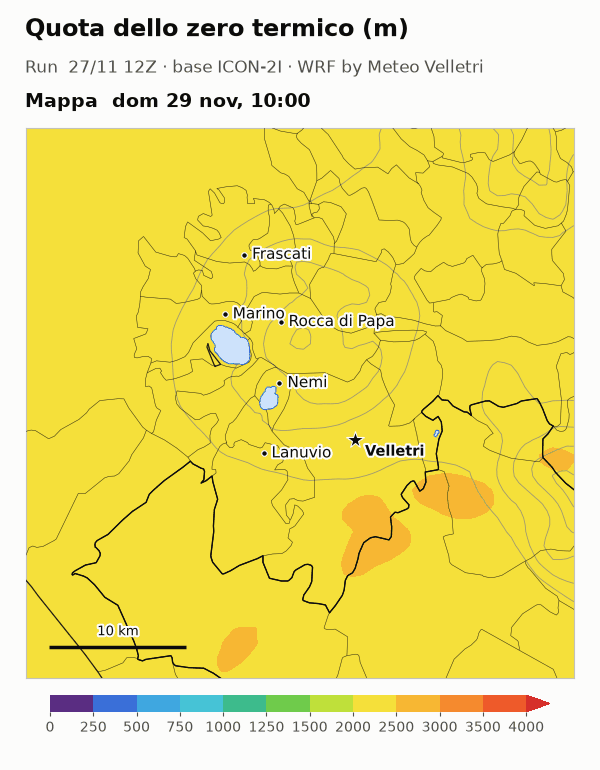 Quota dello zero termico (m)
Run  27/11 12Z · base ICON-2I · WRF by Meteo Velletri
Mappa  dom 29 nov, 10:00
Frascati
Marino
Rocca di Papa
Nemi
Velletri
Lanuvio
10 km
0 250 500 750 1000 1250 1500 2000 2500 3000 3500 4000